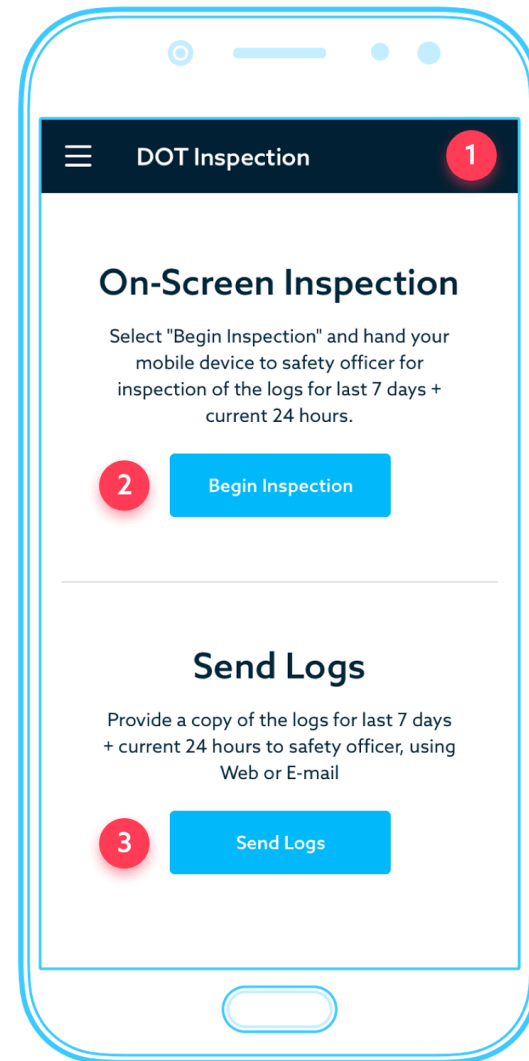 DOT Inspection
1
On-Screen Inspection
Select "Begin Inspection" and hand your
mobile device to safety officer for
inspection of the logs for last 7 days +
current 24 hours.
2
Begin Inspection
Send Logs
Provide a copy of the logs for last 7 days
+ current 24 hours to safety officer, using
Web or E-mail
3
Send Logs